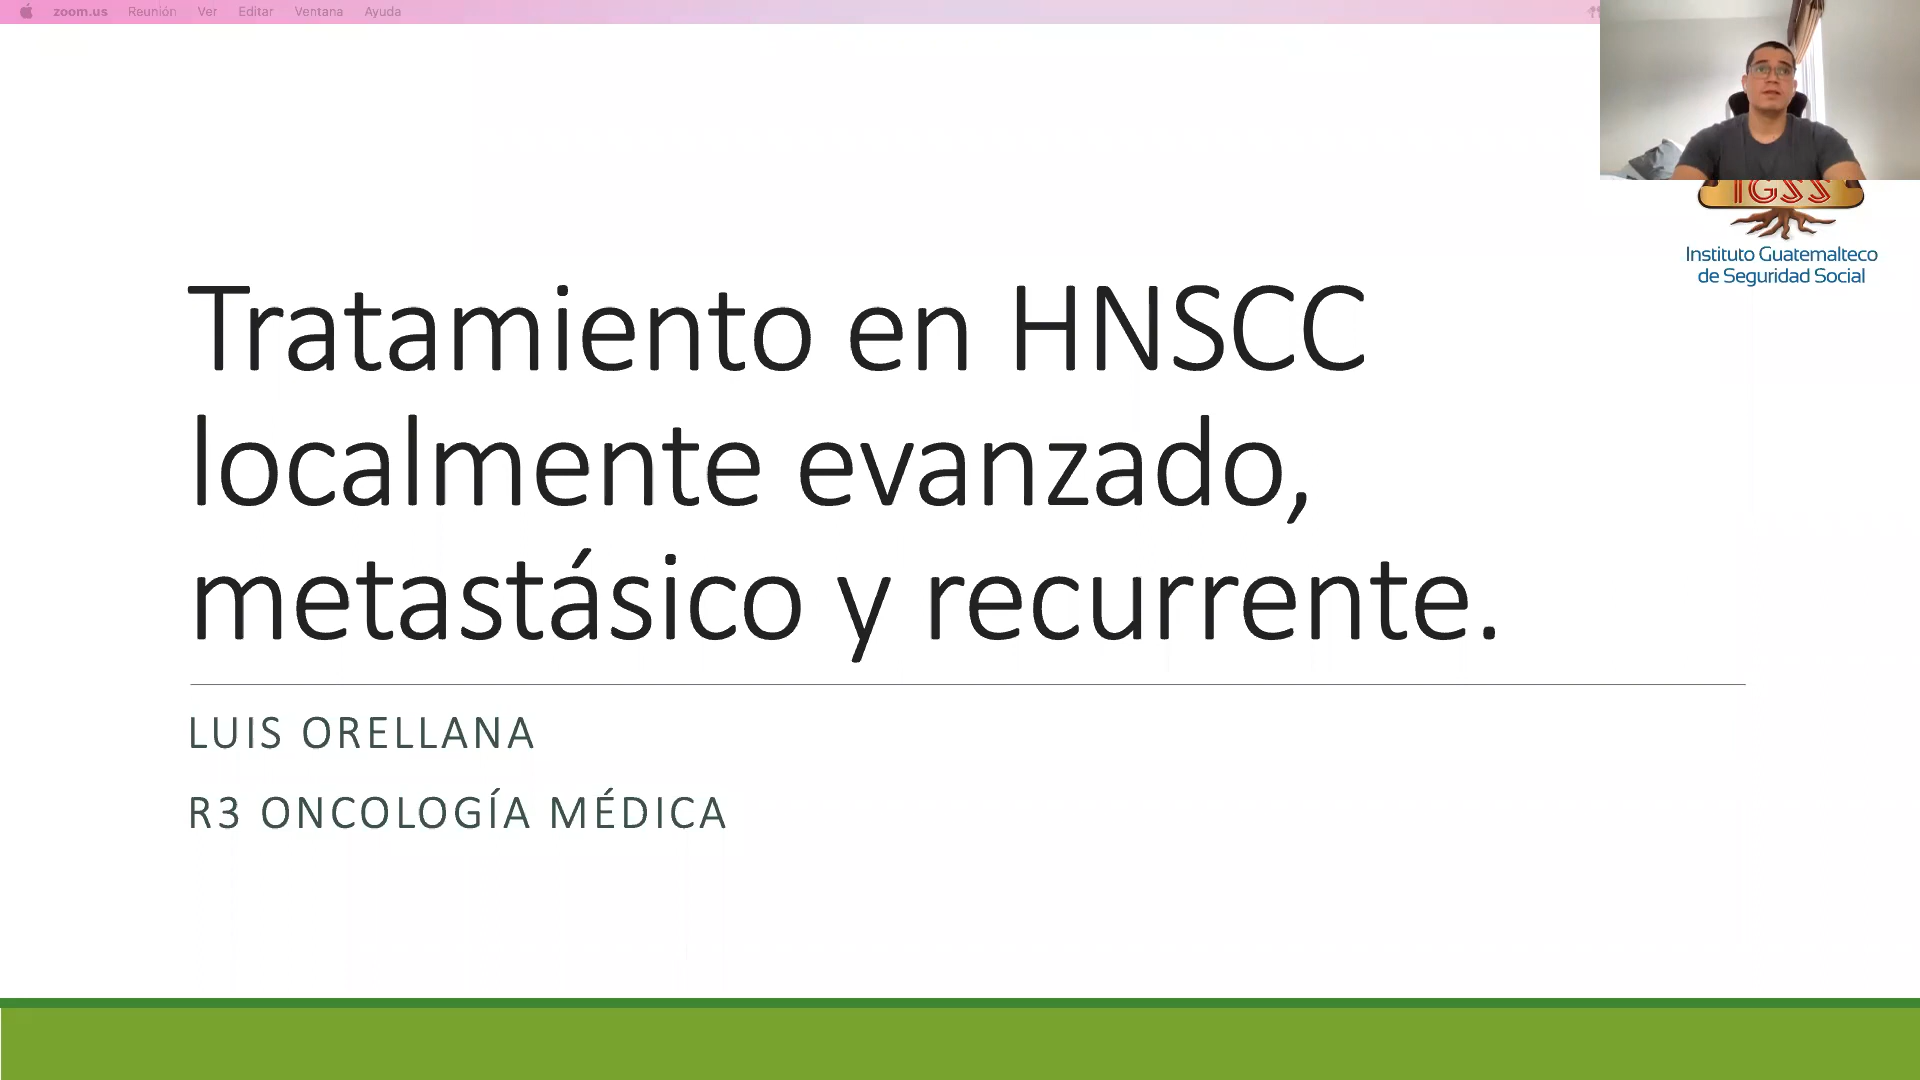 zoom.us Reunión Ver Editar Ventana Ayuda
IGSS
Instituto Guatemalteco
de Seguridad Social
Tratamiento en HNSCC
localmente evanzado,
metastásico y recurrente.
LUIS ORELLANA
R3 ONCOLOGÍA MÉDICA